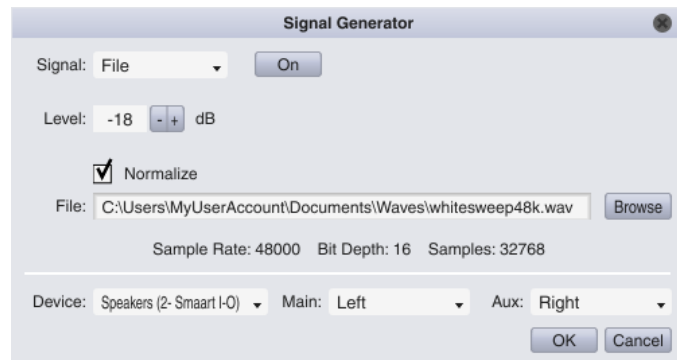 Signal Generator
Signal: File On
Level: -18 - + dB
Normalize
File: C:\Users\MyUserAccount\Documents\Waves\whitesweep48k.wav Browse
Sample Rate: 48000 Bit Depth: 16 Samples: 32768
Device: Speakers (2- Smaart I-O) Main: Left Aux: Right
OK Cancel